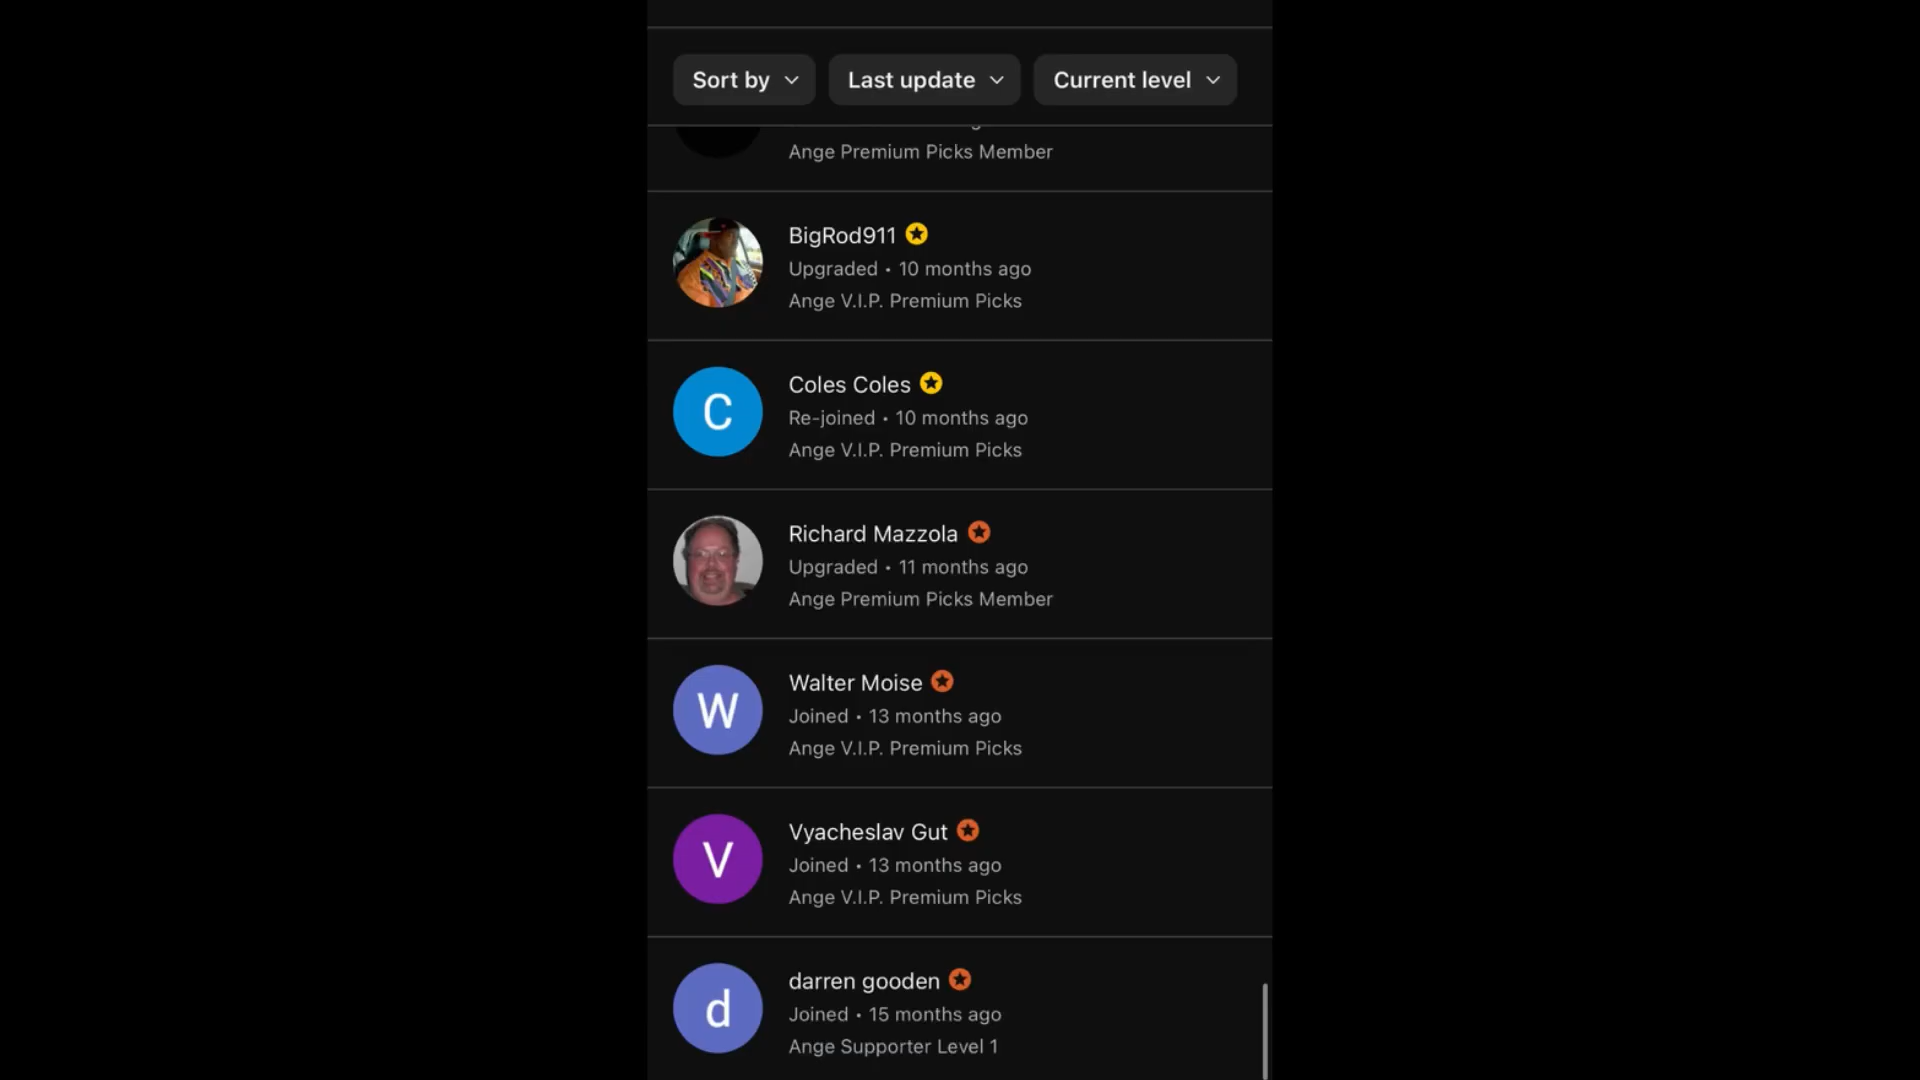 Sort by
Last update
Current level
Ange Premium Picks Member
BigRod911
Upgraded • 10 months ago
Ange V.I.P. Premium Picks
C
Coles Coles
Re-joined • 10 months ago
Ange V.I.P. Premium Picks
Richard Mazzola
Upgraded • 11 months ago
Ange Premium Picks Member
W
Walter Moise
Joined • 13 months ago
Ange V.I.P. Premium Picks
V
Vyacheslav Gut
Joined • 13 months ago
Ange V.I.P. Premium Picks
d
darren gooden
Joined • 15 months ago
Ange Supporter Level 1